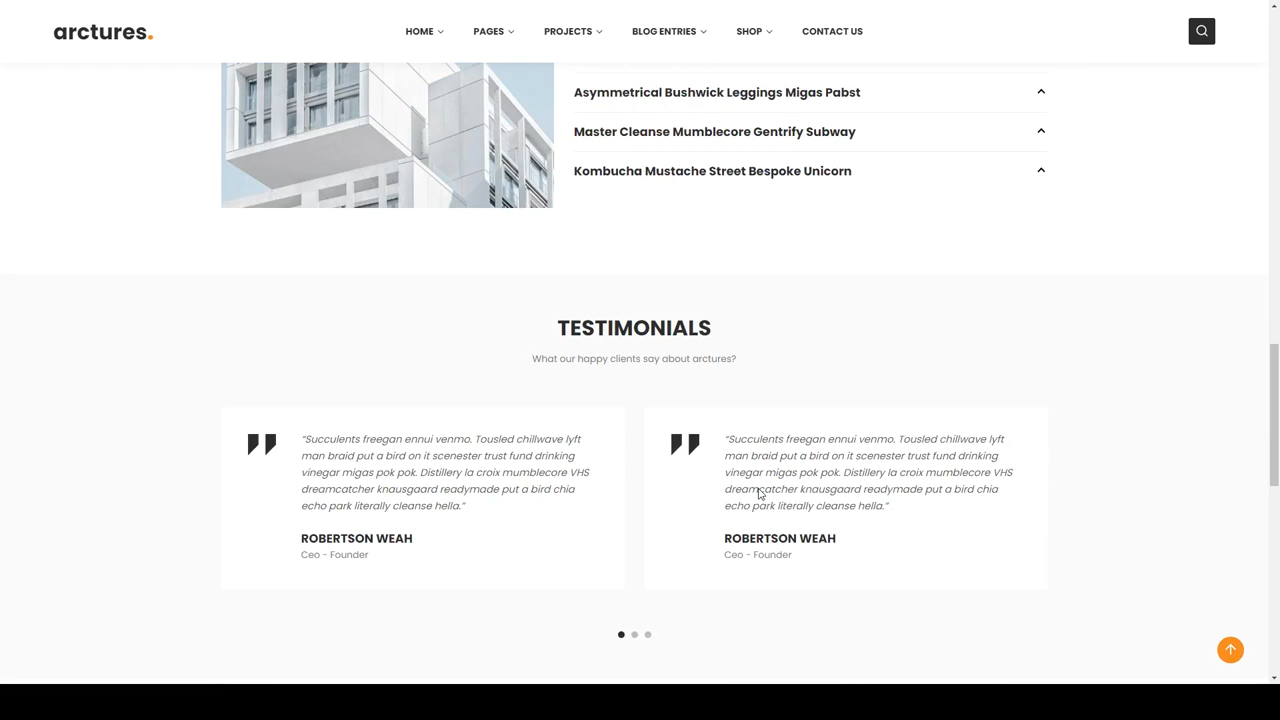 arctures.
HOME
PAGES
PROJECTS
BLOG ENTRIES
SHOP
CONTACT US
Asymmetrical Bushwick Leggings Migas Pabst
Master Cleanse Mumblecore Gentrify Subway
Kombucha Mustache Street Bespoke Unicorn
TESTIMONIALS
What our happy clients say about arctures?
“Succulents freegan ennui venmo. Tousled chillwave lyft
man braid put a bird on it scenester trust fund drinking
vinegar migas pok pok. Distillery la croix mumblecore VHS
dreamcatcher knausgaard readymade put a bird chia
echo park literally cleanse hella.”
ROBERTSON WEAH
Ceo - Founder
“Succulents freegan ennui venmo. Tousled chillwave lyft
man braid put a bird on it scenester trust fund drinking
vinegar migas pok pok. Distillery la croix mumblecore VHS
dreamcatcher knausgaard readymade put a bird chia
echo park literally cleanse hella.”
ROBERTSON WEAH
Ceo - Founder